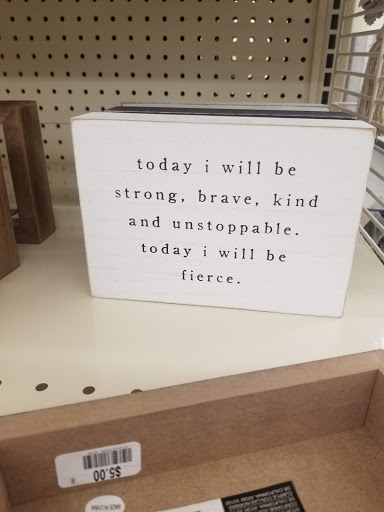 today i will be
strong, brave, kind
and unstoppable.
today i will be
fierce.
$5.00